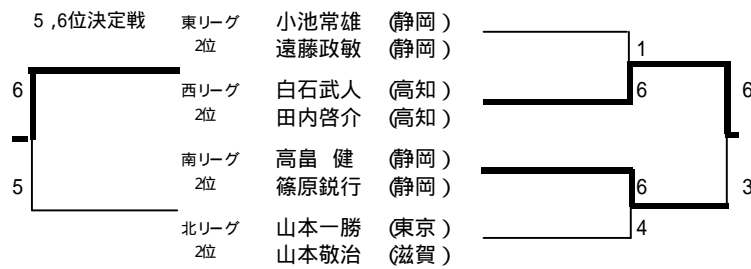 5 ,6位決定戦 東リーグ 小池常雄 (静岡 )
2位 遠藤政敏 (静岡 )
1
6 西リーグ 白石武人 (高知 ) 6 6
2位 田内啓介 (高知 )
南リーグ 高畠 健 (静岡 )
5 2位 篠原鋭行 (静岡 ) 6 3
北リーグ 山本一勝 (東京 ) 4
2位 山本敬治 (滋賀 )